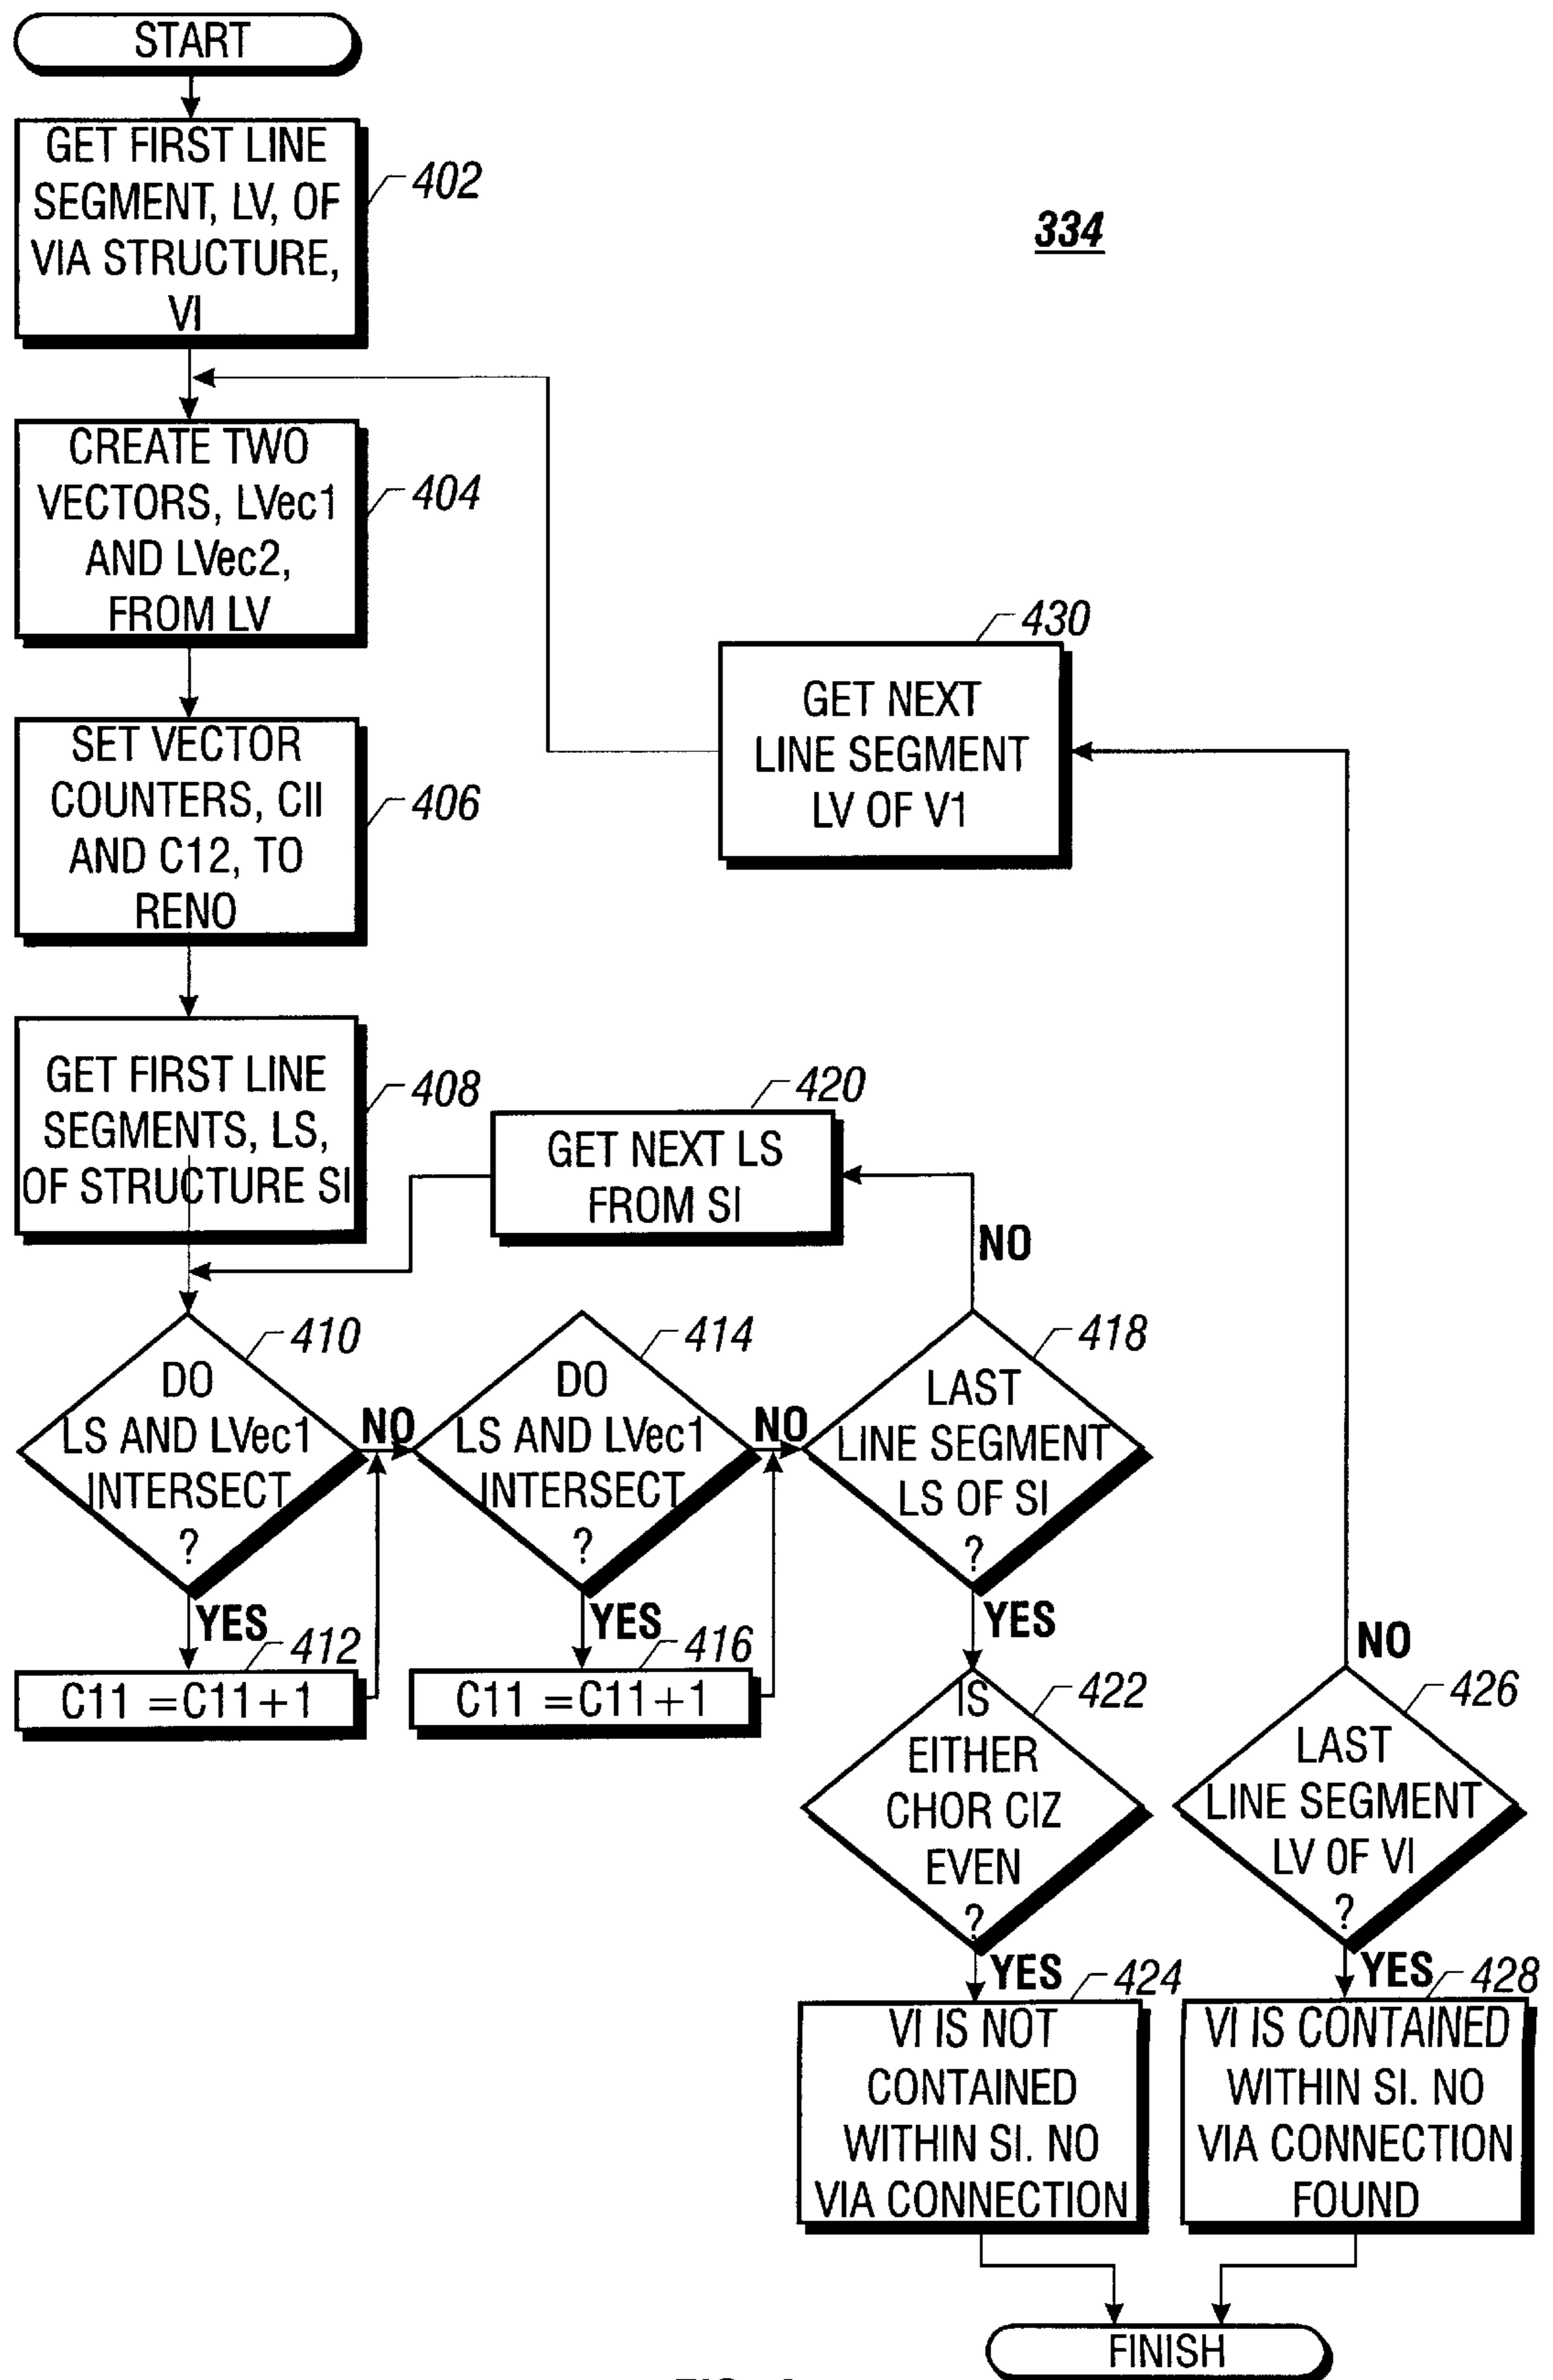 START
GET FIRST LINE
SEGMENT, LV, OF
VIA STRUCTURE,
VI
402
334
CREATE TWO
VECTORS, LVec1
AND LVec2,
FROM LV
404
SET VECTOR
COUNTERS, CII
AND C12, TO
RENO
406
430
GET NEXT
LINE SEGMENT
LV OF V1
GET FIRST LINE
SEGMENTS, LS,
OF STRUCTURE SI
408
420
GET NEXT LS
FROM SI
NO
410
DO
LS AND LVec1
INTERSECT
?
NO
YES
412
C11 =C11+1
414
DO
LS AND LVec1
INTERSECT
?
NO
YES
416
C11 =C11+1
418
LAST
LINE SEGMENT
LS OF SI
?
YES
422
IS
EITHER
CHOR CIZ
EVEN
?
YES
424
VI IS NOT
CONTAINED
WITHIN SI. NO
VIA CONNECTION
NO
426
LAST
LINE SEGMENT
LV OF VI
?
YES
428
VI IS CONTAINED
WITHIN SI. NO
VIA CONNECTION
FOUND
FINISH